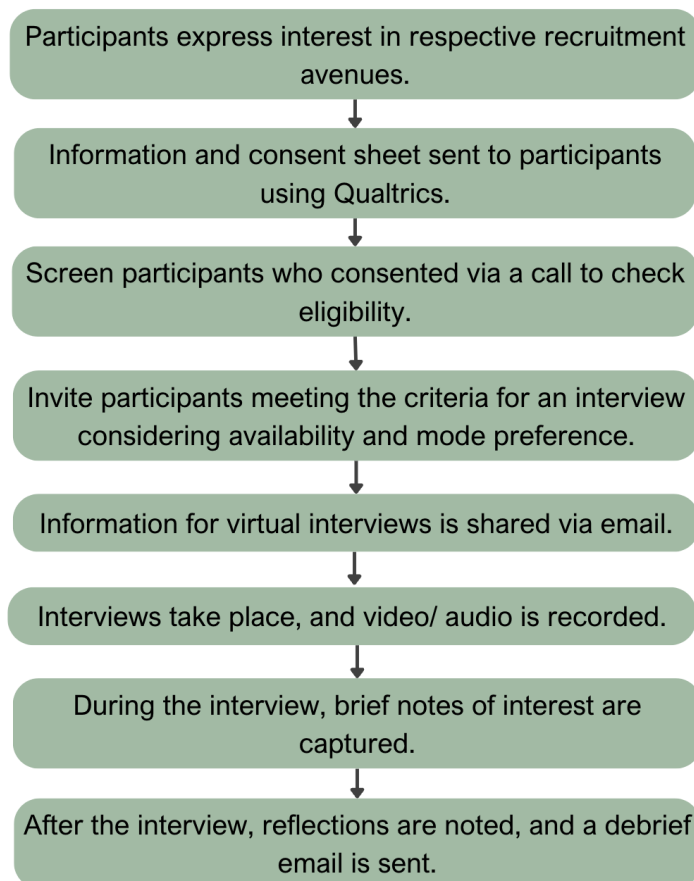 Participants express interest in respective recruitment
avenues.
Information and consent sheet sent to participants
using Qualtrics.
Screen participants who consented via a call to check
eligibility.
Invite participants meeting the criteria for an interview
considering availability and mode preference.
Information for virtual interviews is shared via email.
Interviews take place, and video/ audio is recorded.
During the interview, brief notes of interest are
captured.
After the interview, reflections are noted, and a debrief
email is sent.